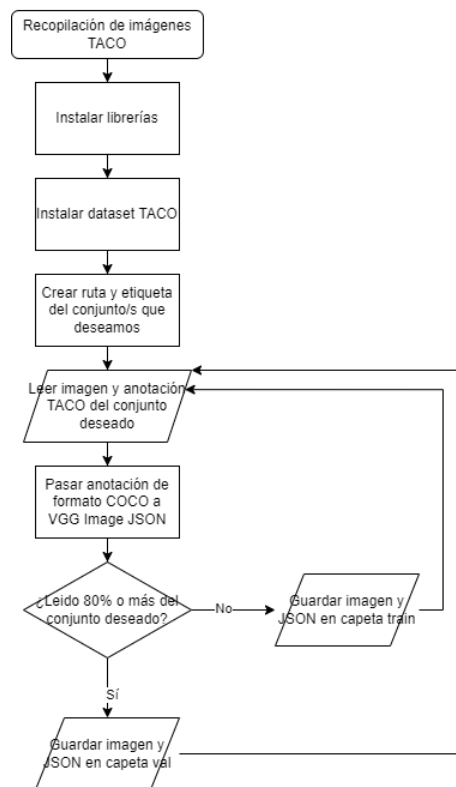 Recopilación de imágenes
TACO
Instalar librerías
Instalar dataset TACO
Crear ruta y etiqueta
del conjunto/s que
deseamos
Leer imagen y anotación
TACO del conjunto
deseado
Pasar anotación de
formato COCO a
VGG Image JSON
¿Leido 80% o más del
conjunto deseado?
No
Guardar imagen y
JSON en capeta train
Sí
Guardar imagen y
JSON en capeta val